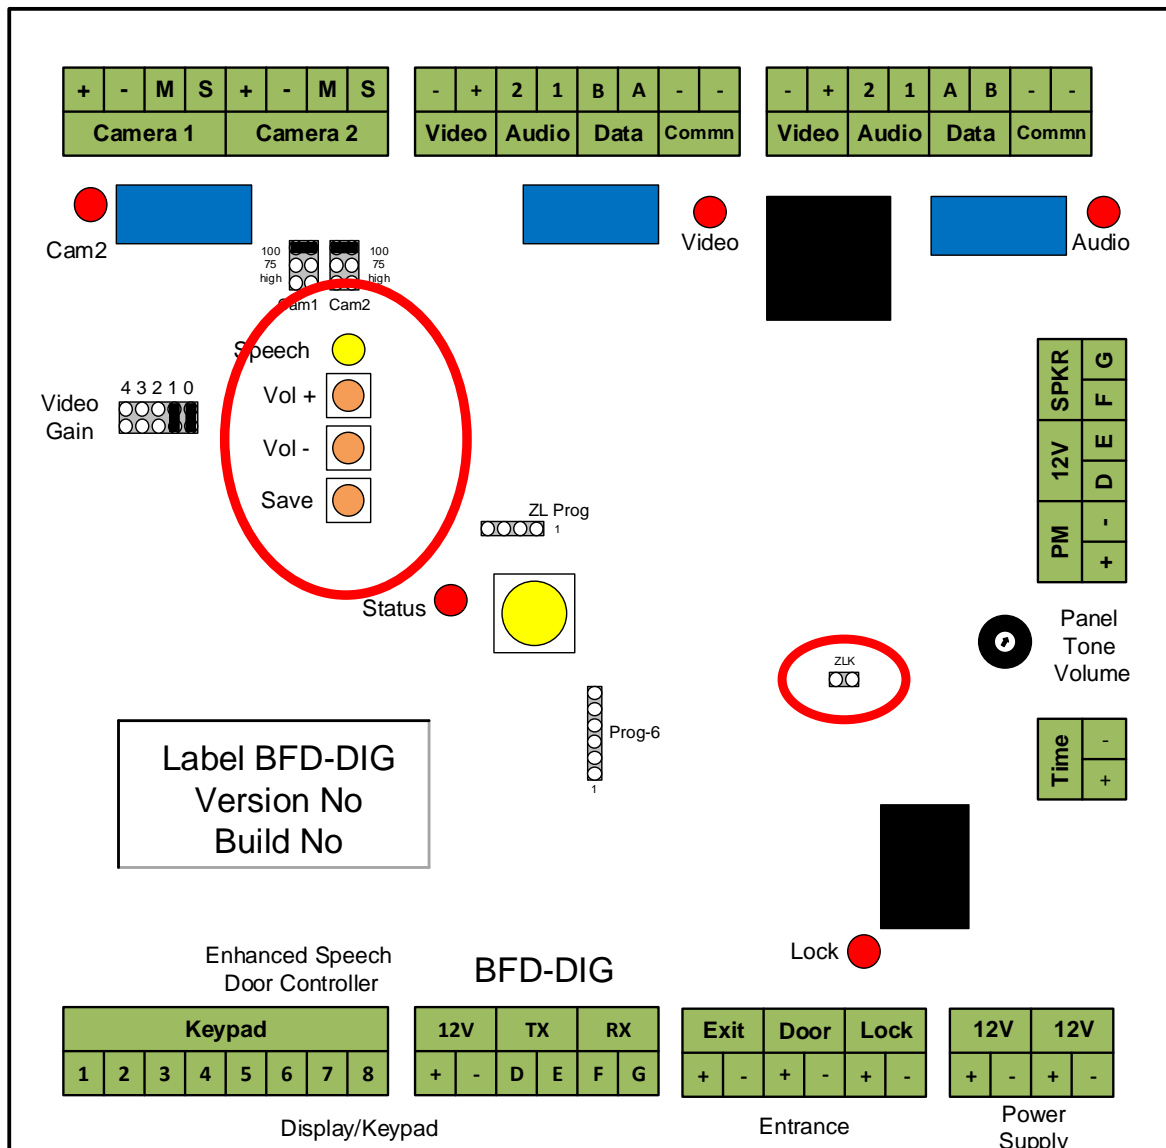 + - M S + - M S
Camera 1 Camera 2
- + 2 1 B A - -
Video Audio Data Commn
- + 2 1 A B - -
Video Audio Data Commn
Cam2
Video
Audio
100
75
high
100
75
high
Cam1 Cam2
Speech
Vol +
Vol -
Save
4 3 2 1 0
Video
Gain
ZL Prog
1
Status
SPKR G F
12V E D
PM - +
Panel
Tone
Volume
ZLK
Prog-6
1
Time - +
Label BFD-DIG
Version No
Build No
Lock
Enhanced Speech
Door Controller
BFD-DIG
Keypad
1 2 3 4 5 6 7 8
12V TX RX
+ - D E F G
Display/Keypad
Exit Door Lock
+ - + - + -
Entrance
12V 12V
+ - + -
Power
Supply